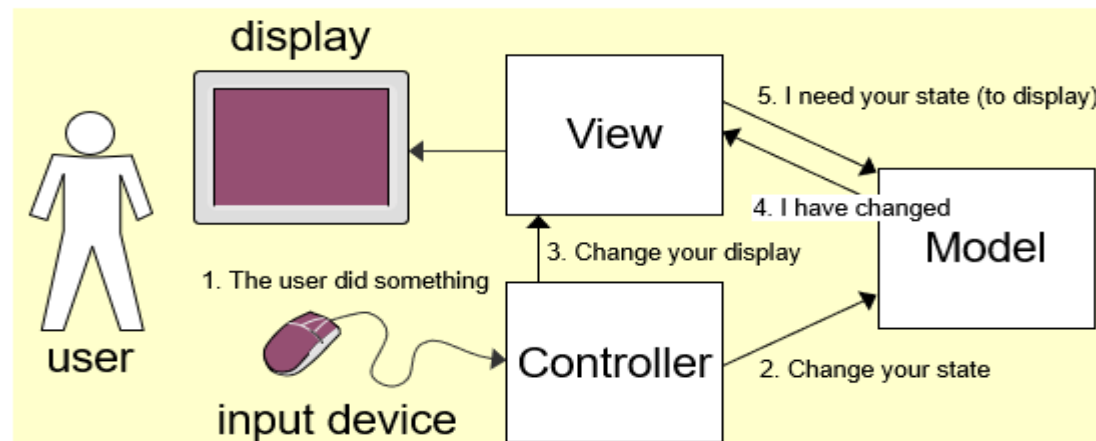 display
View
5. I need your state (to display)
4. I have changed
Model
3. Change your display
1. The user did something
user
Controller
2. Change your state
input device